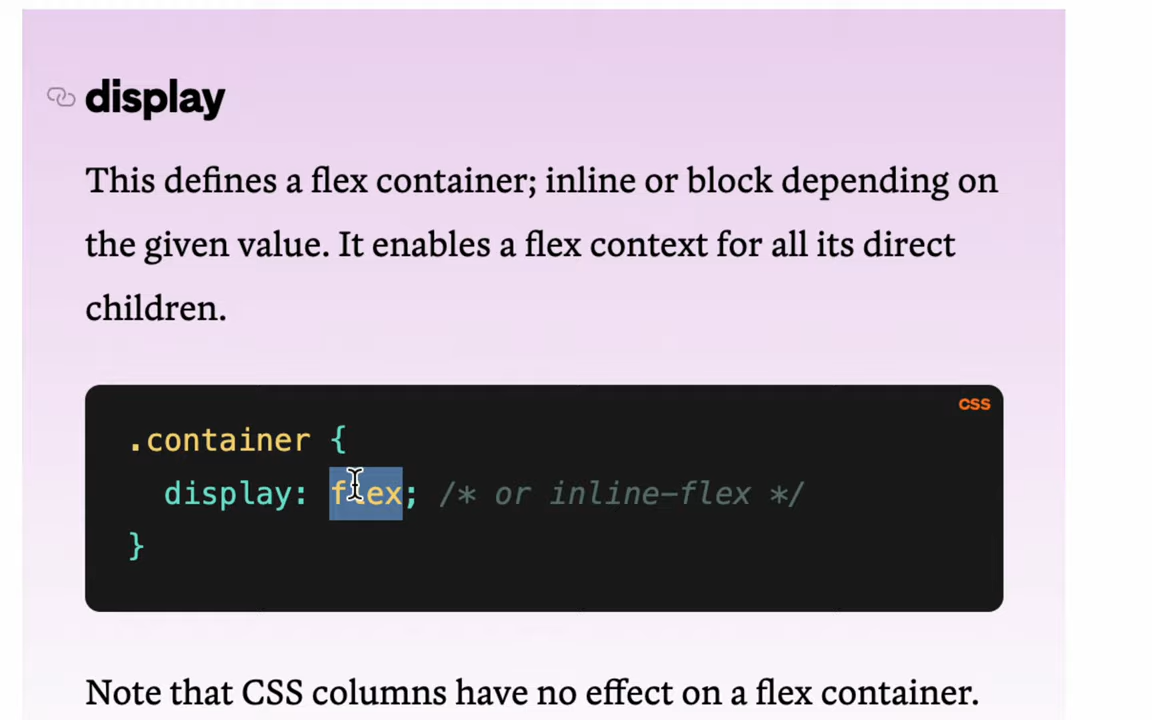 display
This defines a flex container; inline or block depending on
the given value. It enables a flex context for all its direct
children.
CSS
.container {
  display: flex; /* or inline-flex */
}
Note that CSS columns have no effect on a flex container.